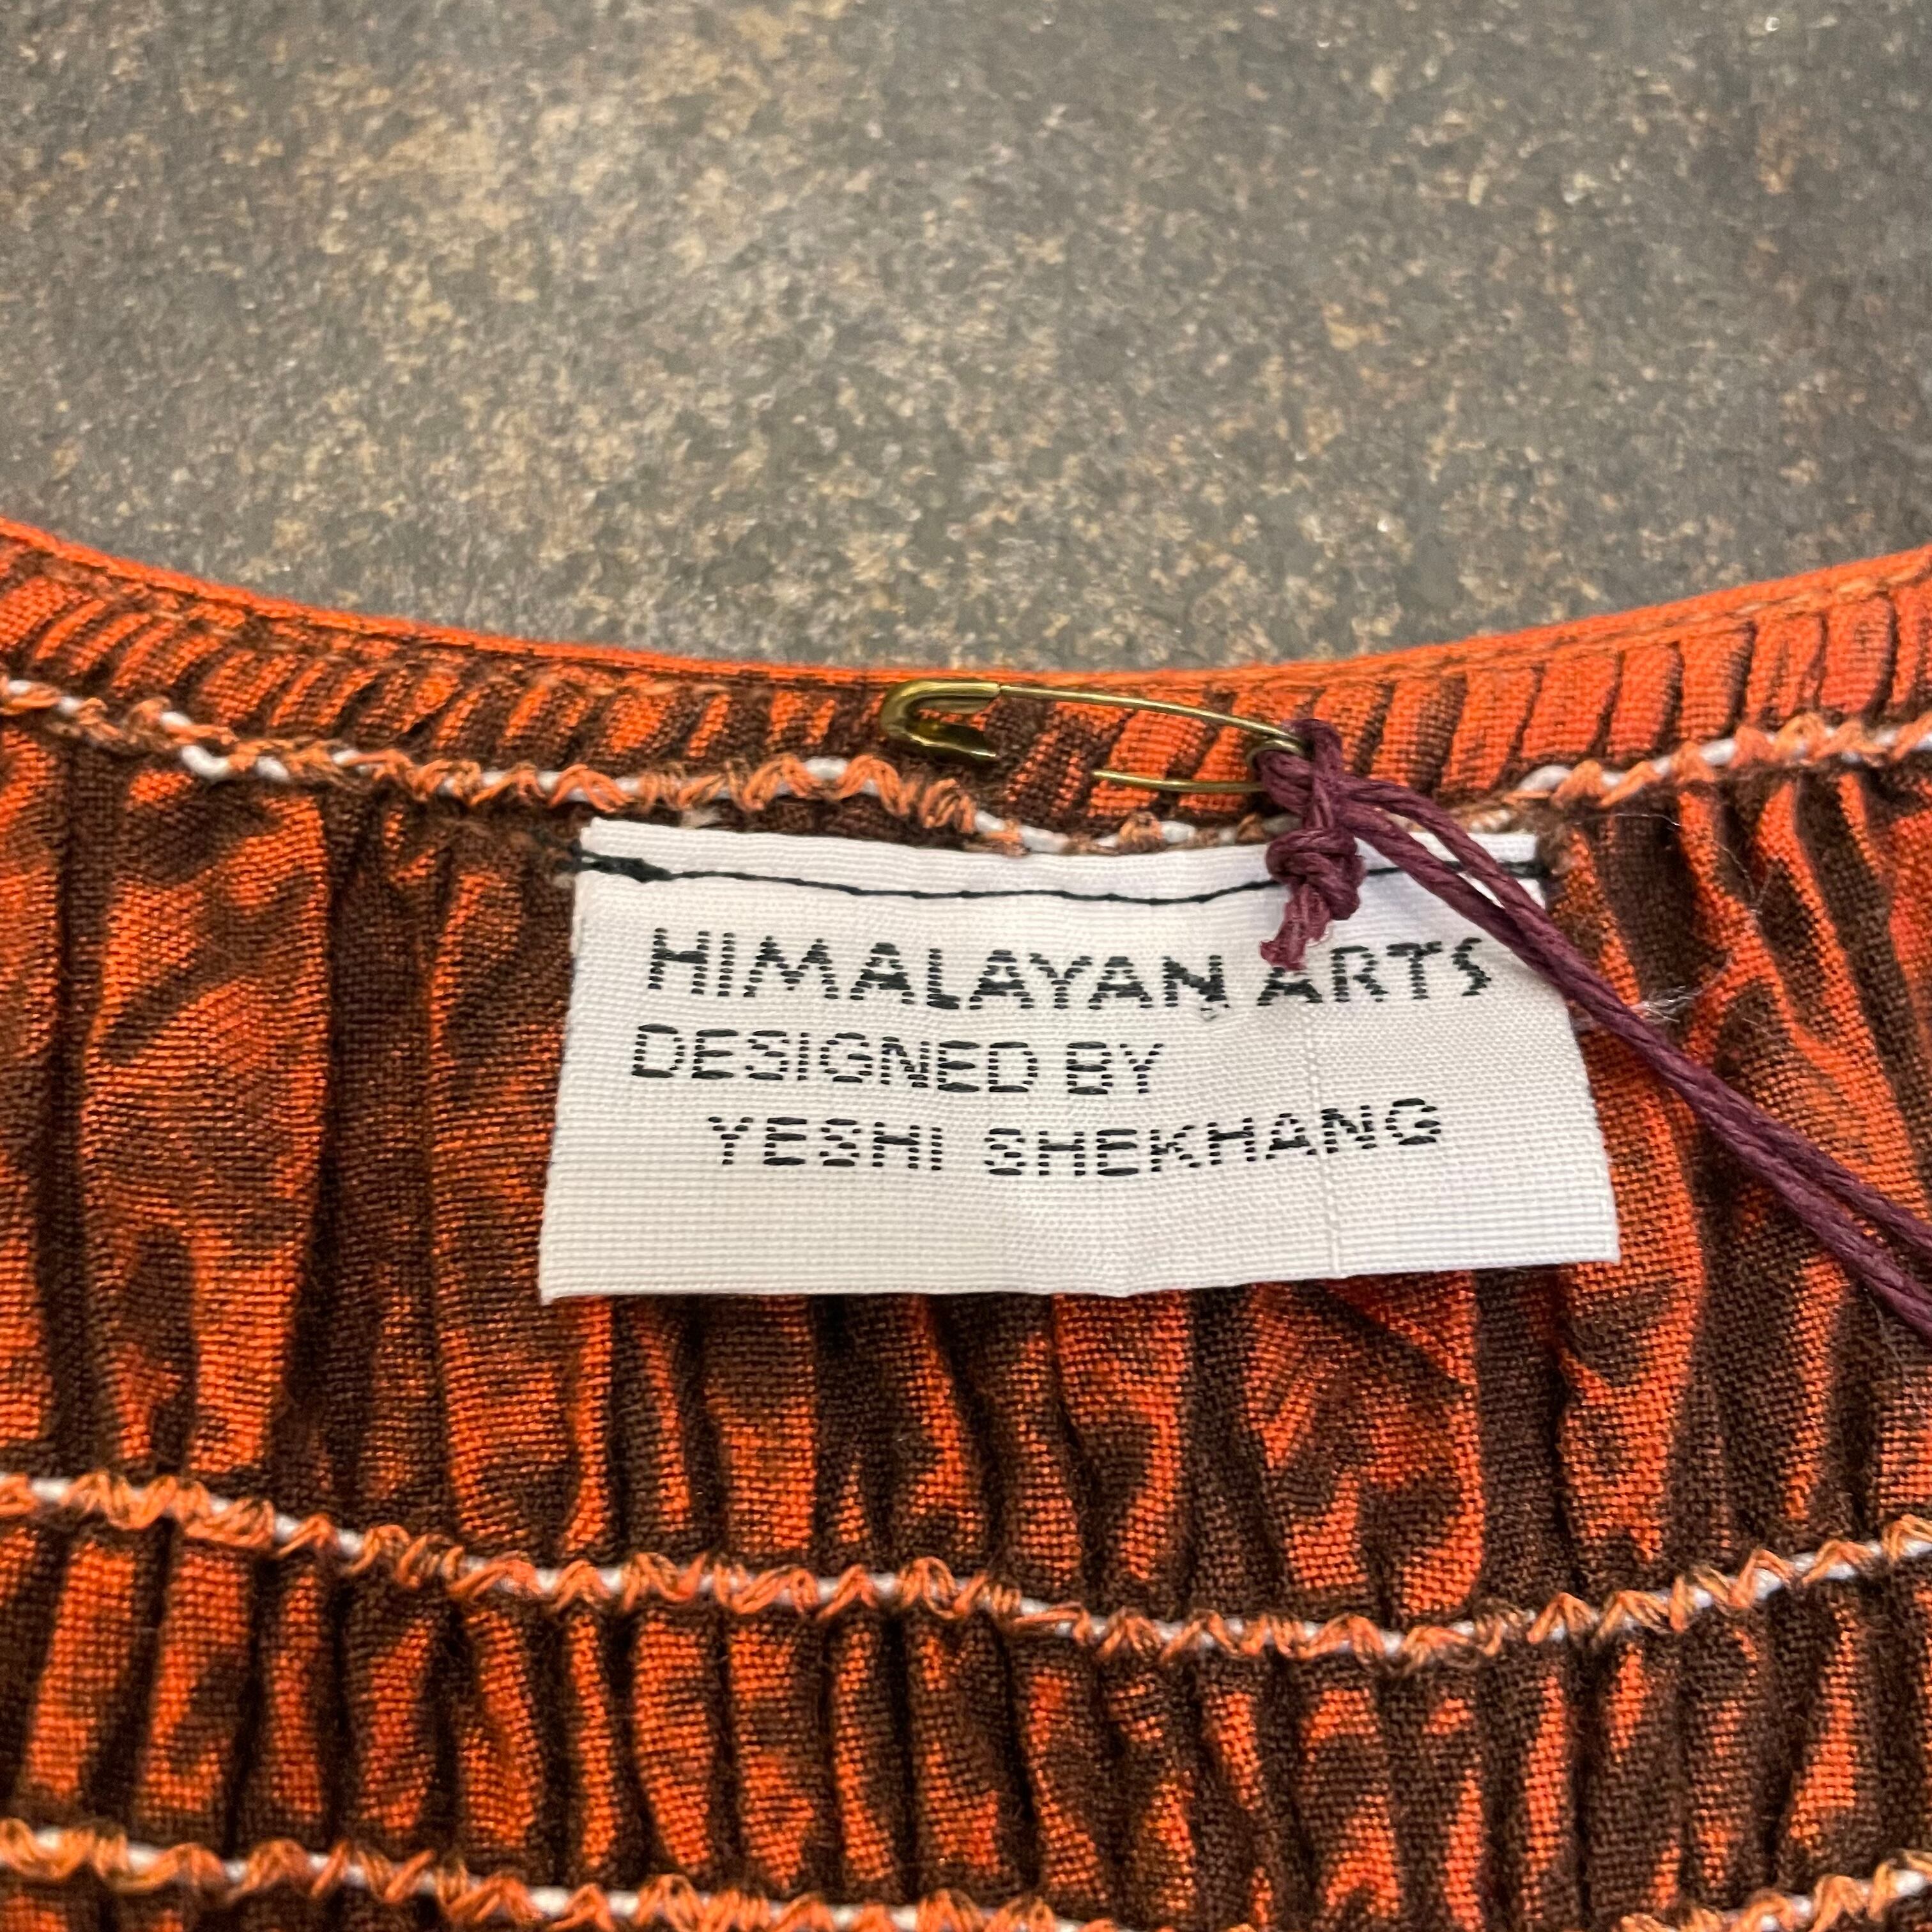 HIMALAYAN ARTS
DESIGNED BY
YESHI SHEKHANG